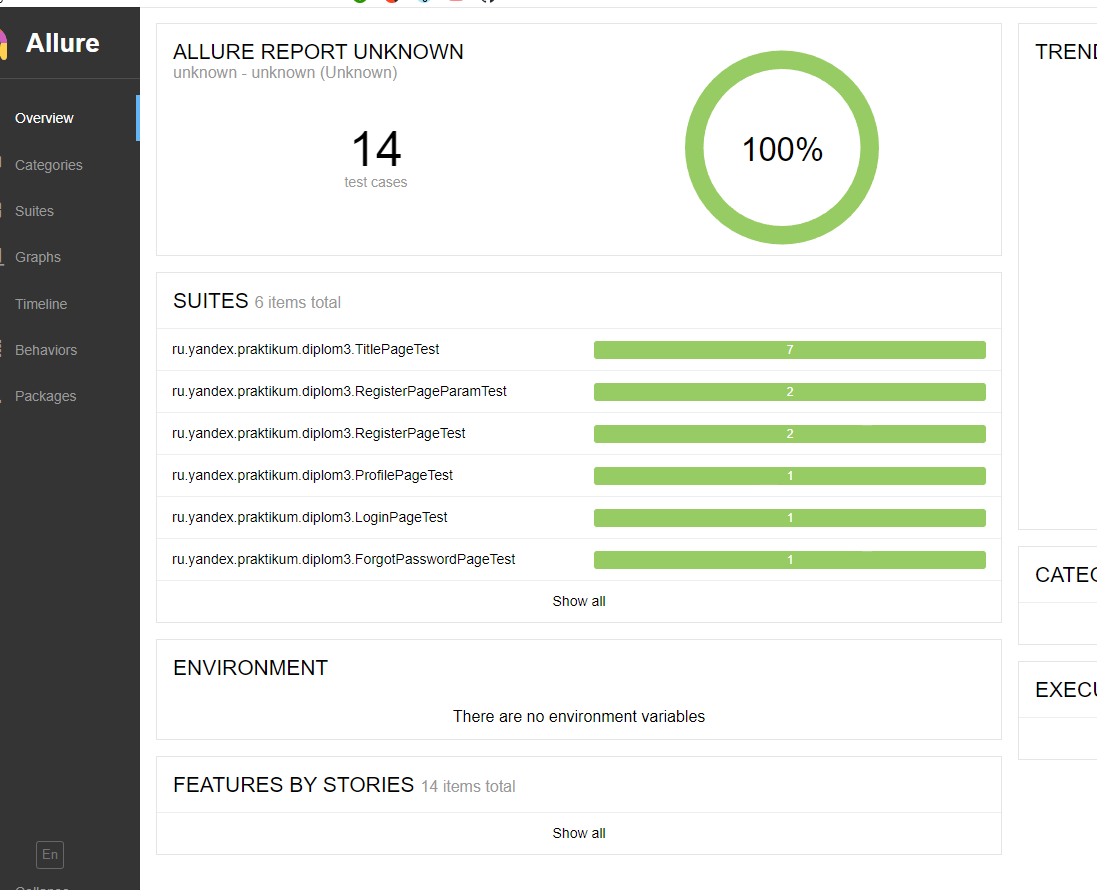 Allure
Overview
Categories
Suites
Graphs
Timeline
Behaviors
Packages
En
ALLURE REPORT UNKNOWN
unknown - unknown (Unknown)
14
test cases
100%
SUITES 6 items total
ru.yandex.praktikum.diplom3.TitlePageTest 7
ru.yandex.praktikum.diplom3.RegisterPageParamTest 2
ru.yandex.praktikum.diplom3.RegisterPageTest 2
ru.yandex.praktikum.diplom3.ProfilePageTest 1
ru.yandex.praktikum.diplom3.LoginPageTest 1
ru.yandex.praktikum.diplom3.ForgotPasswordPageTest 1
Show all
ENVIRONMENT
There are no environment variables
FEATURES BY STORIES 14 items total
Show all
TREND
CATEG
EXECU